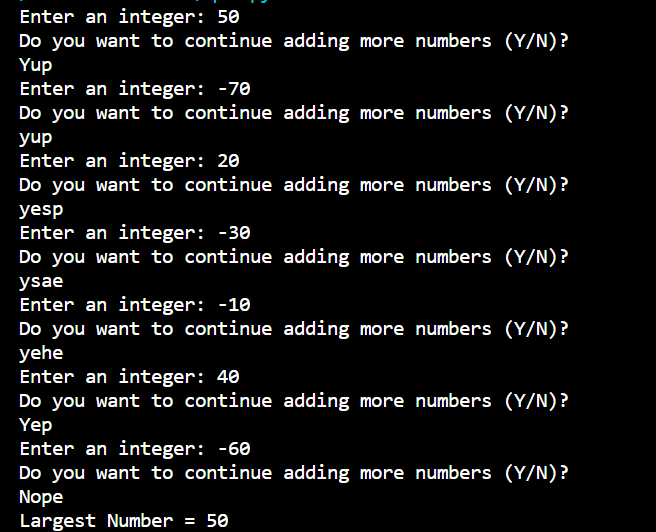 Enter an integer: 50
Do you want to continue adding more numbers (Y/N)?
Yup
Enter an integer: -70
Do you want to continue adding more numbers (Y/N)?
yup
Enter an integer: 20
Do you want to continue adding more numbers (Y/N)?
yesp
Enter an integer: -30
Do you want to continue adding more numbers (Y/N)?
ysae
Enter an integer: -10
Do you want to continue adding more numbers (Y/N)?
yehe
Enter an integer: 40
Do you want to continue adding more numbers (Y/N)?
Yep
Enter an integer: -60
Do you want to continue adding more numbers (Y/N)?
Nope
Largest Number = 50